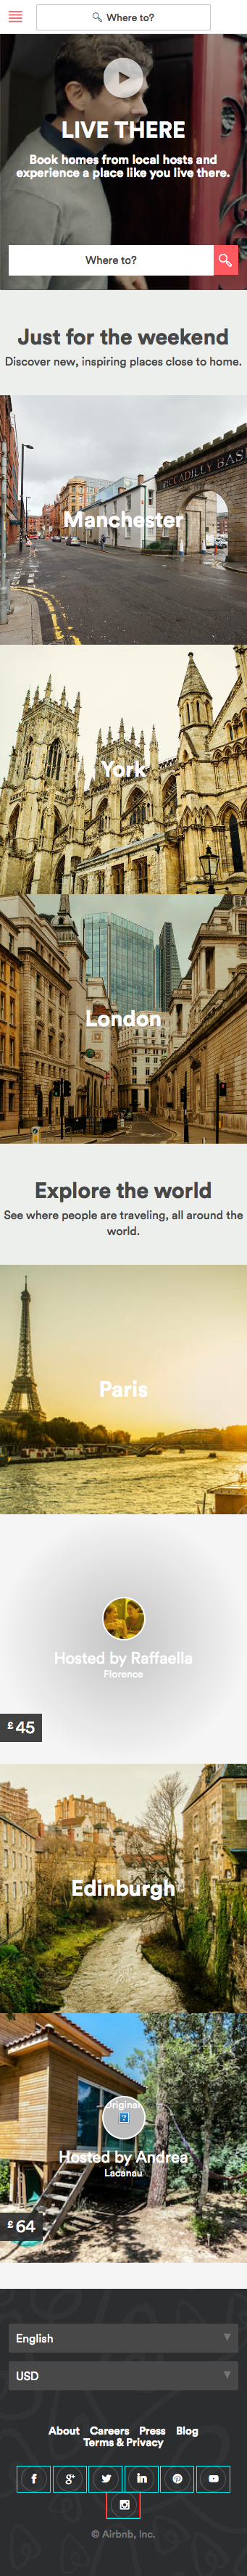 Where to?
LIVE THERE
Book homes from local hosts and
experience a place like you live there.
Where to?
Just for the weekend
Discover new, inspiring places close to home.
PICCADILLY BAS
Manchester
York
London
Explore the world
See where people are traveling, all around the
world.
Paris
Hosted by Raffaella
Florence
£ 45
Edinburgh
Original
?
Hosted by Andrea
Lacanau
£ 64
English
USD
About Careers Press Blog
Terms & Privacy
© Airbnb, Inc.